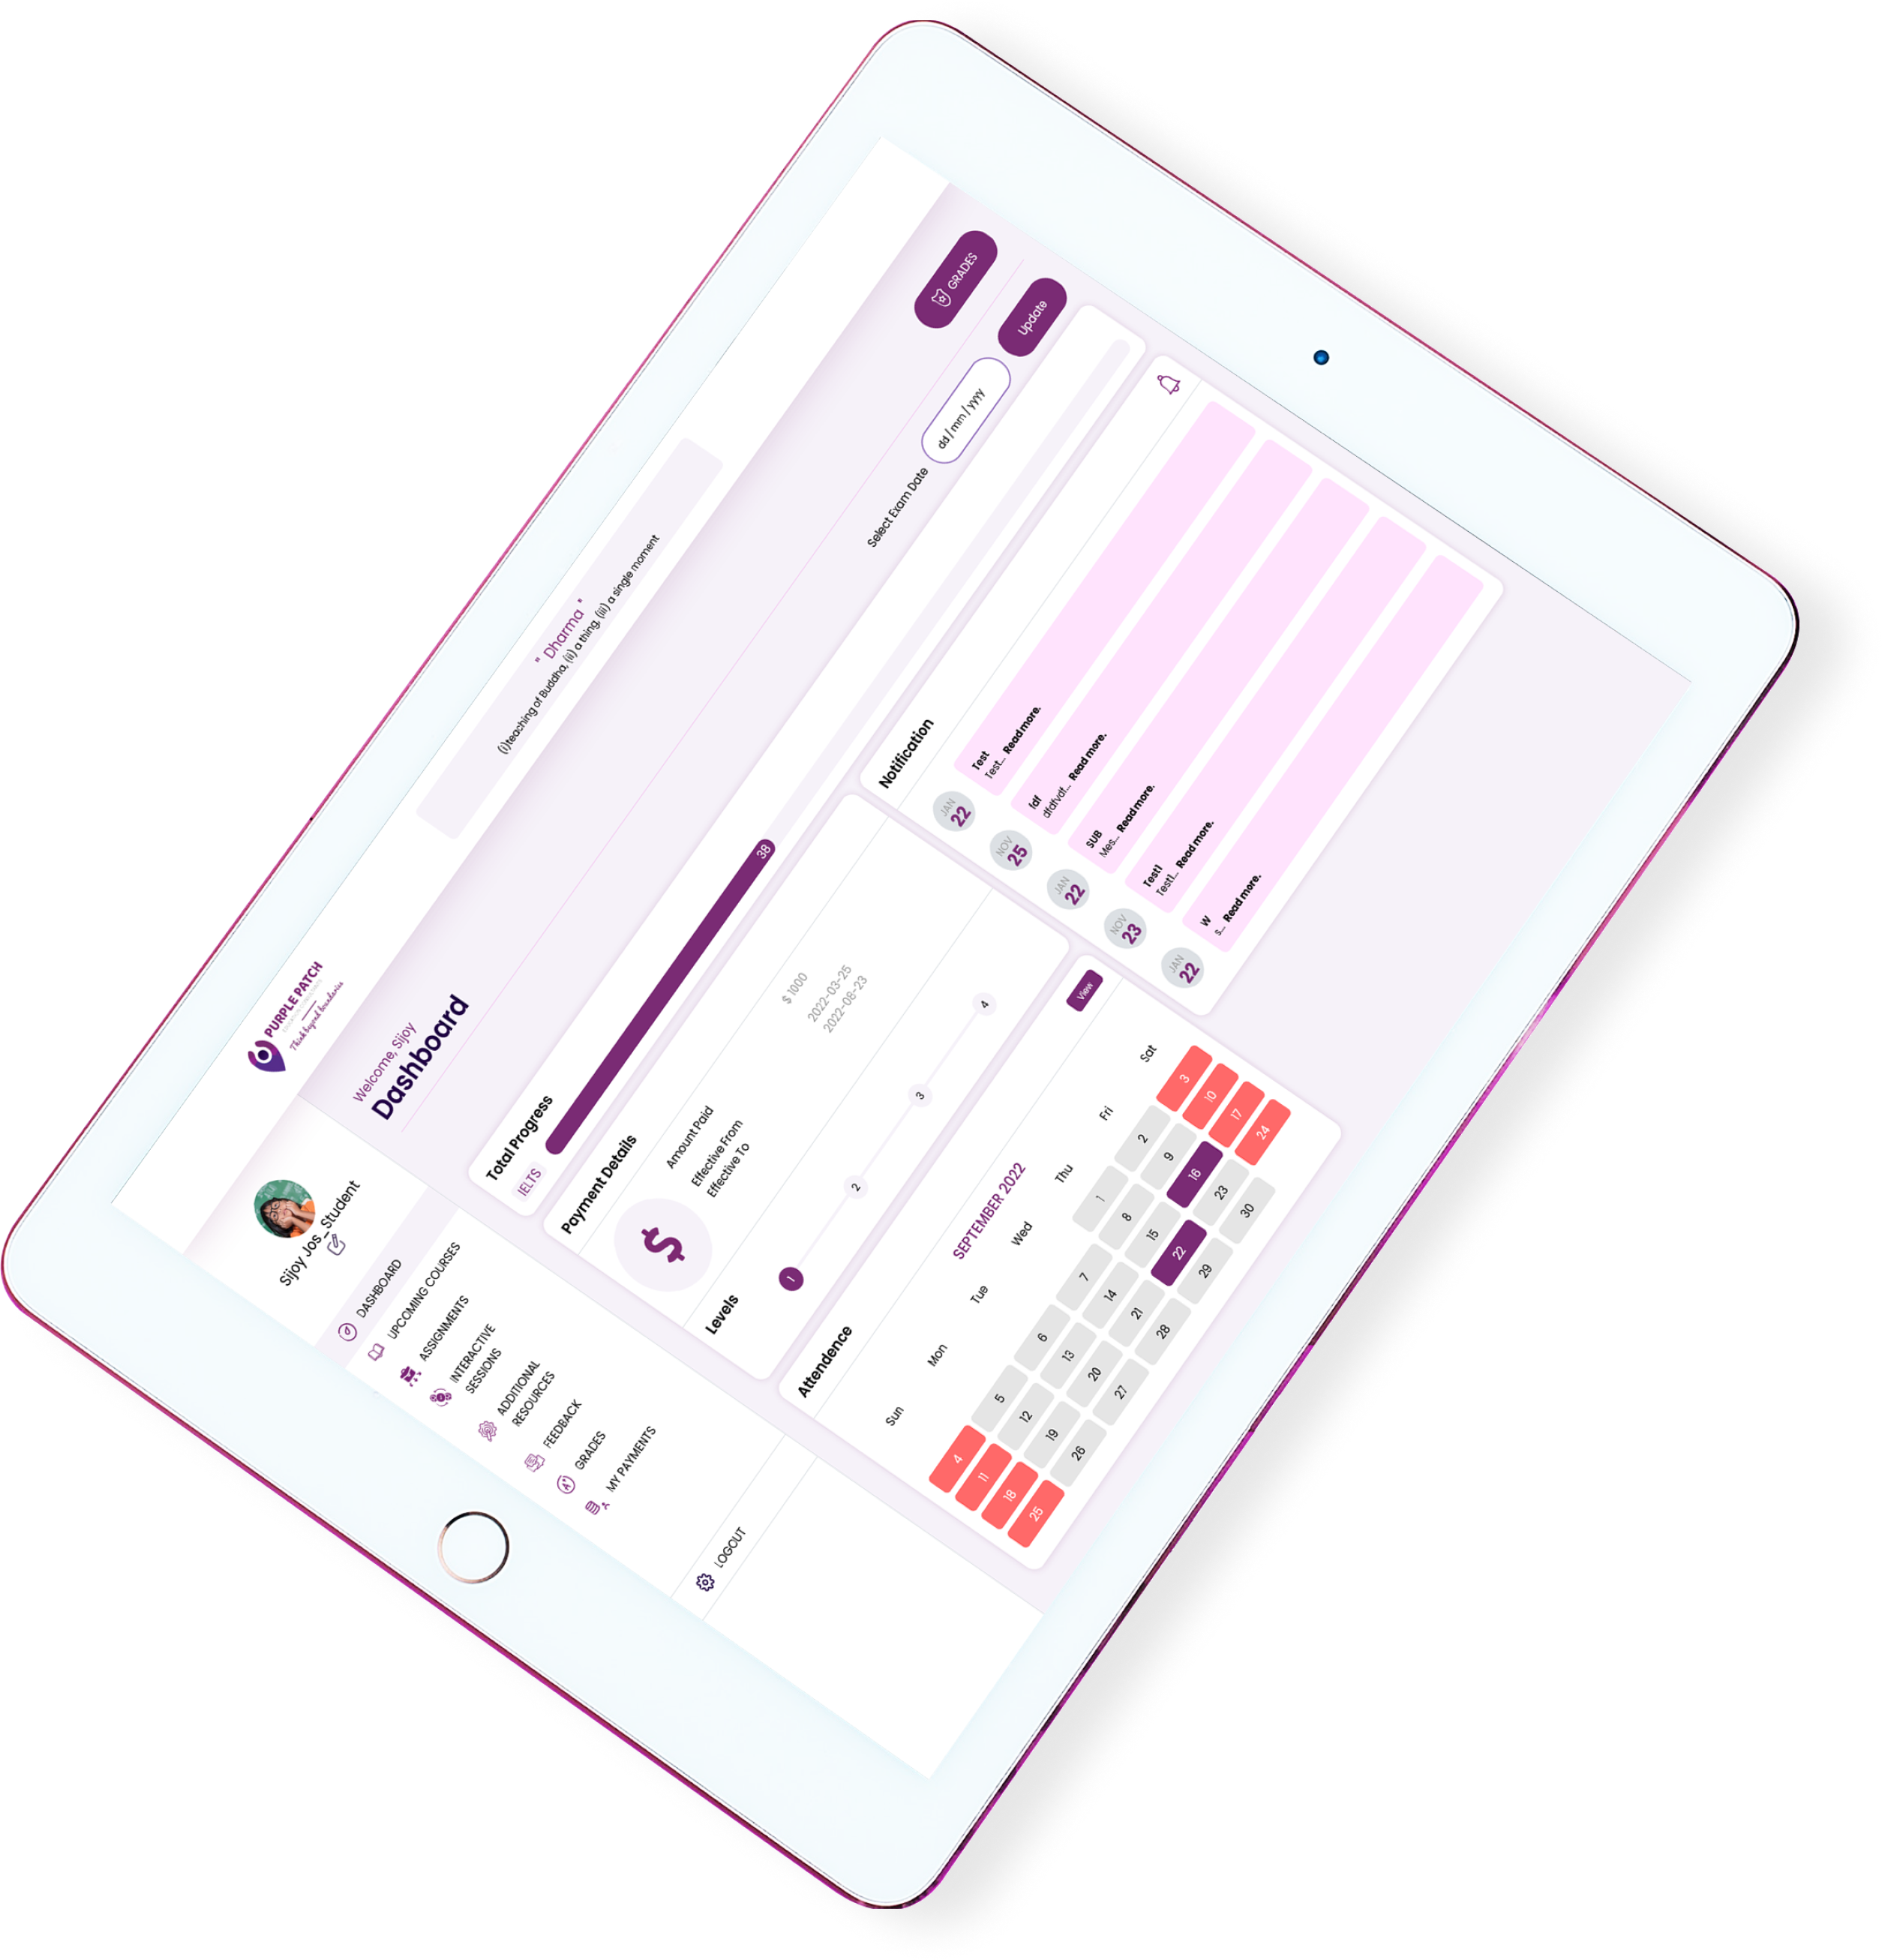 PURPLE PATCH
Think beyond boundaries
" Dharma "
(i)teaching of Buddha, (ii) a thing, (iii) a single moment
Sijoy Jos_Student
DASHBOARD
UPCOMING COURSES
ASSIGNMENTS
INTERACTIVE
SESSIONS
ADDITIONAL
RESOURCES
FEEDBACK
GRADES
MY PAYMENTS
LOGOUT
Welcome, Sijoy
Dashboard
GRADES
Select Exam Date
dd / mm / yyyy
Update
Total Progress
IELTS
38
Payment Details
$
Amount Paid
$ 1000
Effective From
2022-03-25
Effective To
2022-08-23
Levels
1 2 3 4
Notification
JAN
22
Test
Test... Read more.
NOV
25
fdf
dfdfvdf... Read more.
JAN
22
SUB
Mes... Read more.
NOV
23
Test1
Test1... Read more.
JAN
22
W
s... Read more.
Attendence
View
SEPTEMBER 2022
Sun Mon Tue Wed Thu Fri Sat
1 2 3
4 5 6 7 8 9 10
11 12 13 14 15 16 17
18 19 20 21 22 23 24
25 26 27 28 29 30